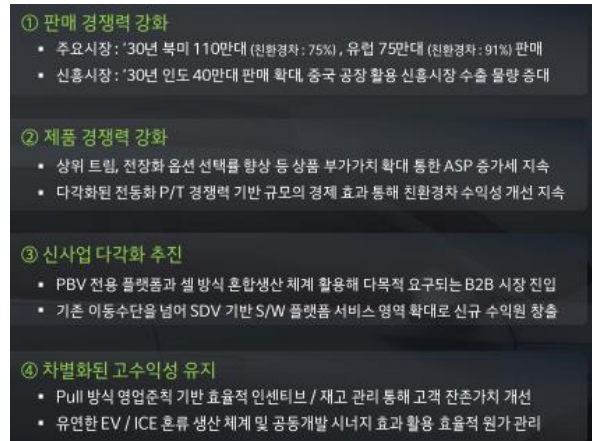 ① 판매 경쟁력 강화
▪ 주요시장 : ‘30년 북미 110만대 (친환경차 : 75%) , 유럽 75만대 (친환경차 : 91%) 판매
▪ 신흥시장 : ‘30년 인도 40만대 판매 확대, 중국 공장 활용 신흥시장 수출 물량 증대
② 제품 경쟁력 강화
▪ 상위 트림, 전장화 옵션 선택률 향상 등 상품 부가가치 확대 통한 ASP 증가세 지속
▪ 다각화된 전동화 P/T 경쟁력 기반 규모의 경제 효과 통해 친환경차 수익성 개선 지속
③ 신사업 다각화 추진
▪ PBV 전용 플랫폼과 셀 방식 혼합생산 체계 활용해 다목적 요구되는 B2B 시장 진입
▪ 기존 이동수단을 넘어 SDV 기반 S/W 플랫폼 서비스 영역 확대로 신규 수익원 창출
④ 차별화된 고수익성 유지
▪ Pull 방식 영업준칙 기반 효율적 인센티브 / 재고 관리 통해 고객 잔존가치 개선
▪ 유연한 EV / ICE 혼류 생산 체계 및 공동개발 시너지 효과 활용 효율적 원가 관리